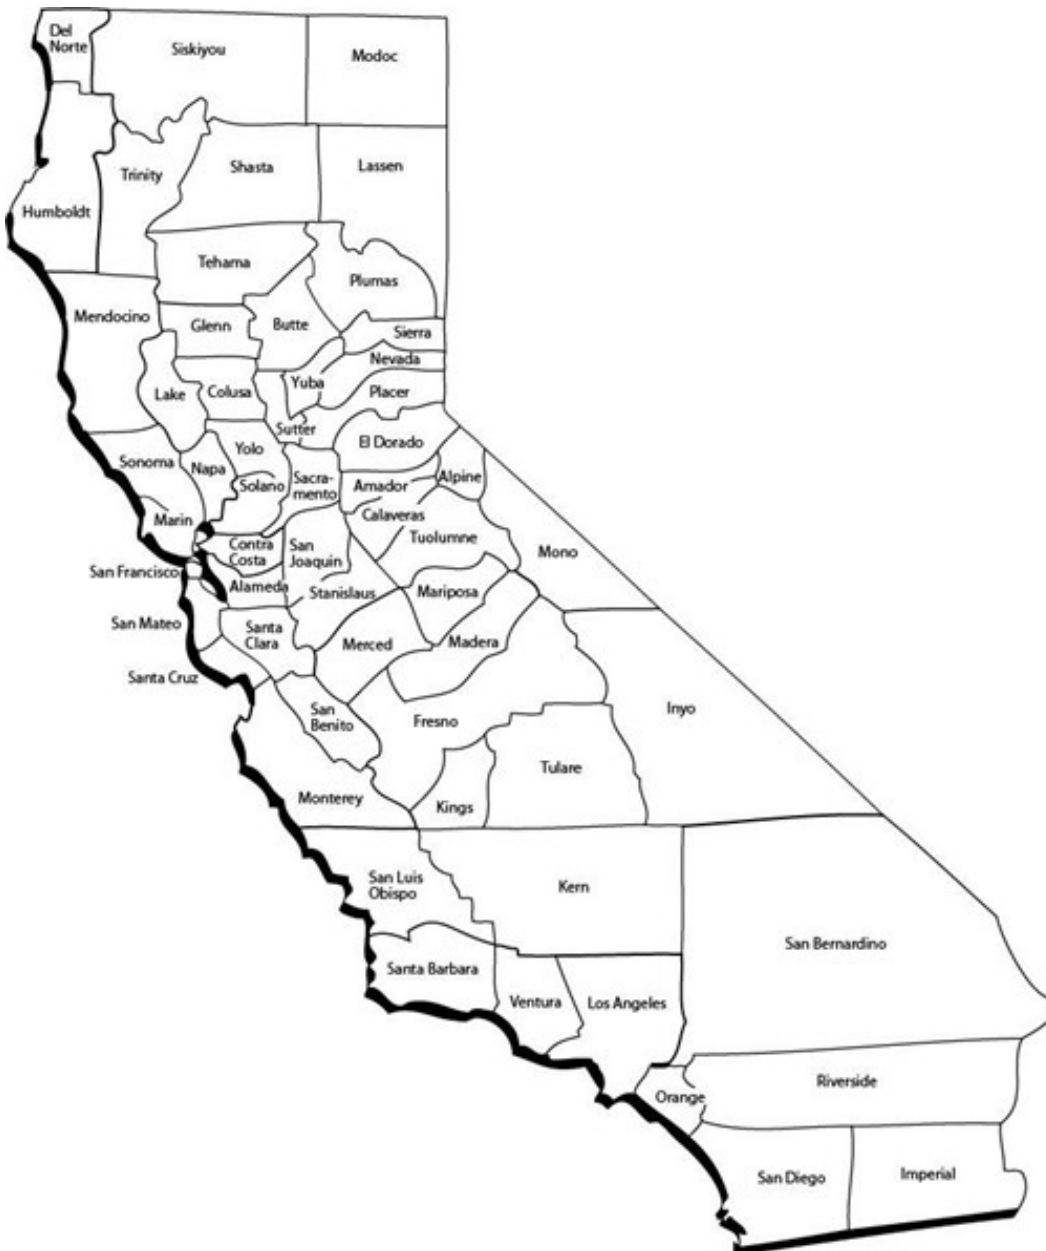 Del
Norte
Siskiyou
Modoc
Trinity
Shasta
Lassen
Humboldt
Tehama
Plumas
Mendocino
Glenn
Butte
Sierra
Nevada
Yuba
Placer
Lake
Colusa
Sutter
El Dorado
Yolo
Sonoma
Napa
Solano
Sacra-
mento
Amador
Alpine
Marin
Calaveras
Tuolumne
Contra
Costa
San
Joaquin
Mono
San Francisco
Alameda
Stanislaus
Mariposa
San Mateo
Santa
Clara
Merced
Madera
Santa Cruz
San
Benito
Fresno
Inyo
Tulare
Monterey
Kings
San Luis
Obispo
Kern
San Bernardino
Santa Barbara
Ventura
Los Angeles
Riverside
Orange
San Diego
Imperial